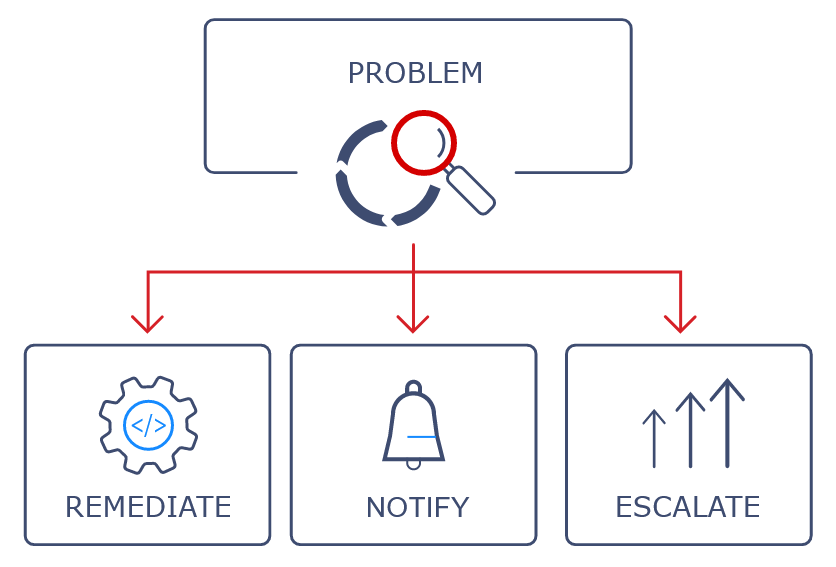 PROBLEM
</>
REMEDIATE
NOTIFY
ESCALATE